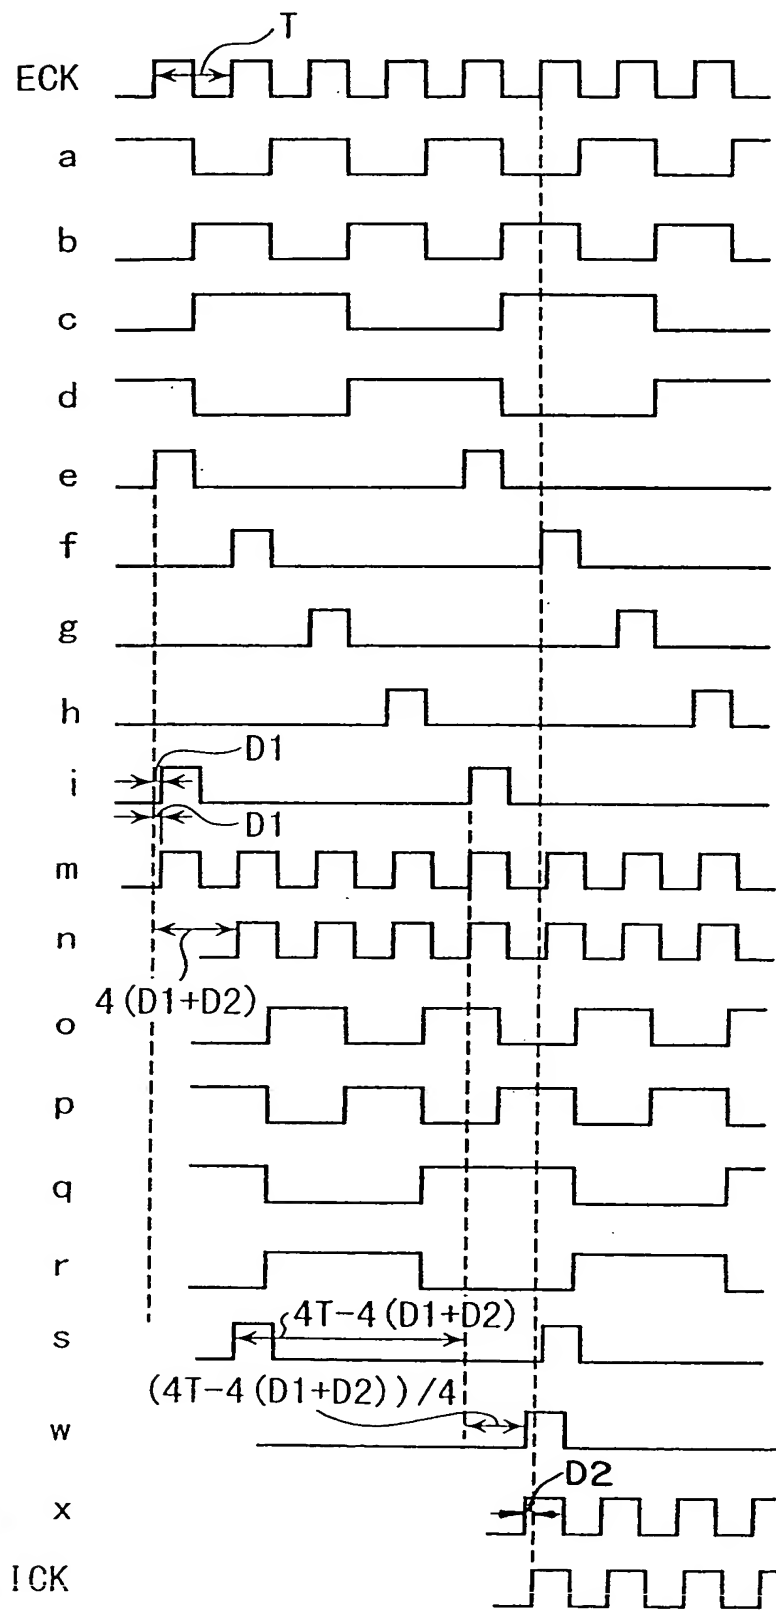 T
ECK
a
b
c
d
e
f
g
h
D1
i
D1
m
n
4(D1+D2)
o
p
q
r
s
4T-4(D1+D2)
(4T-4(D1+D2))/4
w
D2
x
ICK